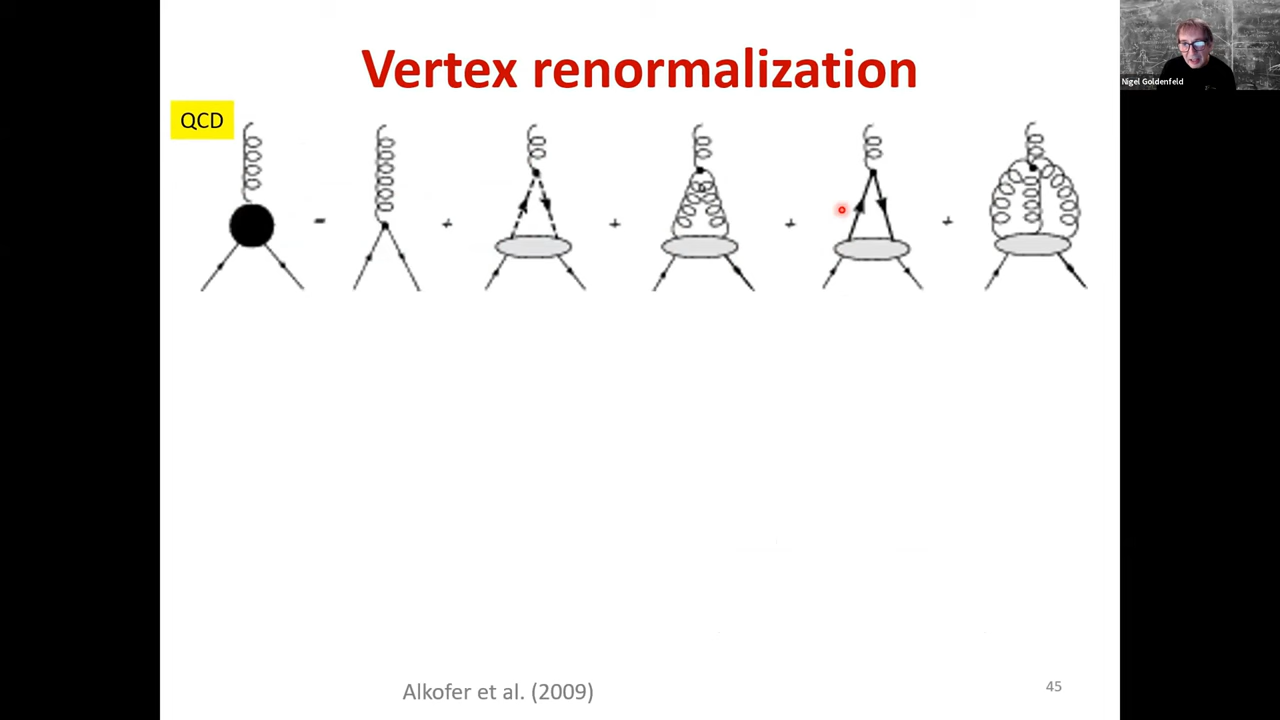 Vertex renormalization
Nigel Goldenfeld
QCD
Alkofer et al. (2009)
45